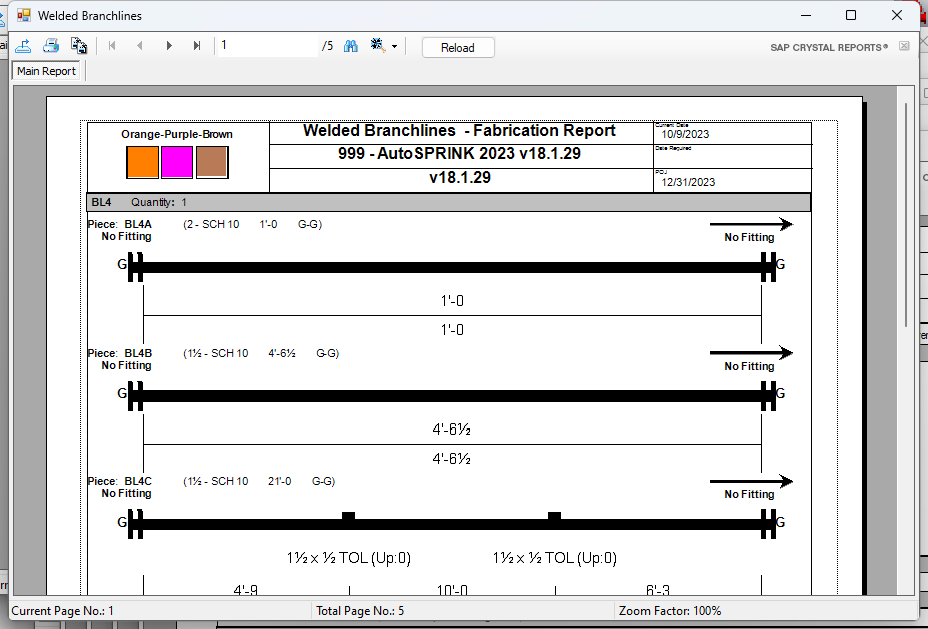 Welded Branchlines
1 /5 Reload SAP CRYSTAL REPORTS®
Main Report
Orange-Purple-Brown
Welded Branchlines - Fabrication Report
999 - AutoSPRINK 2023 v18.1.29
v18.1.29
Current Date
10/9/2023
Date Required
12/31/2023
BL4 Quantity: 1
Piece: BL4A (2 - SCH 10 1'-0 G-G)
No Fitting No Fitting
G G
1'-0
1'-0
Piece: BL4B (1½ - SCH 10 4'-6½ G-G)
No Fitting No Fitting
G G
4'-6½
4'-6½
Piece: BL4C (1½ - SCH 10 21'-0 G-G)
No Fitting No Fitting
G G
1½ x ½ TOL (Up:0) 1½ x ½ TOL (Up:0)
4'-9 10'-0 6'-3
Current Page No.: 1 Total Page No.: 5 Zoom Factor: 100%